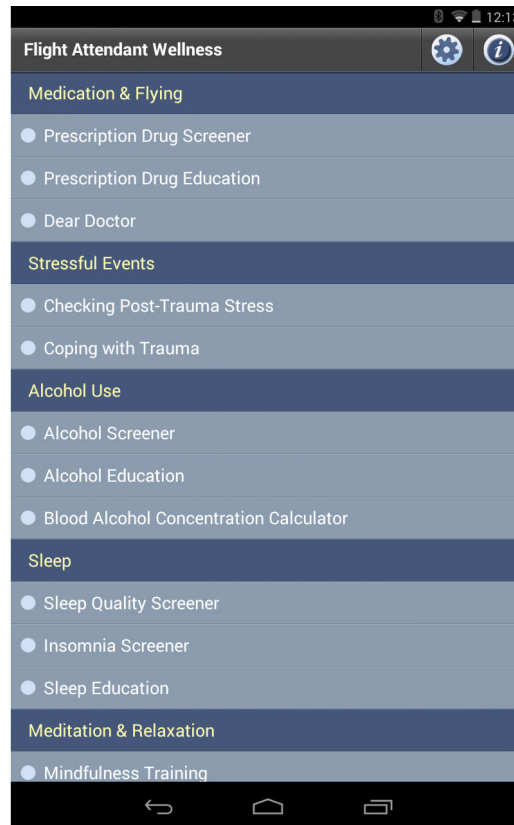 12:13
Flight Attendant Wellness
Medication & Flying
Prescription Drug Screener
Prescription Drug Education
Dear Doctor
Stressful Events
Checking Post-Trauma Stress
Coping with Trauma
Alcohol Use
Alcohol Screener
Alcohol Education
Blood Alcohol Concentration Calculator
Sleep
Sleep Quality Screener
Insomnia Screener
Sleep Education
Meditation & Relaxation
Mindfulness Training